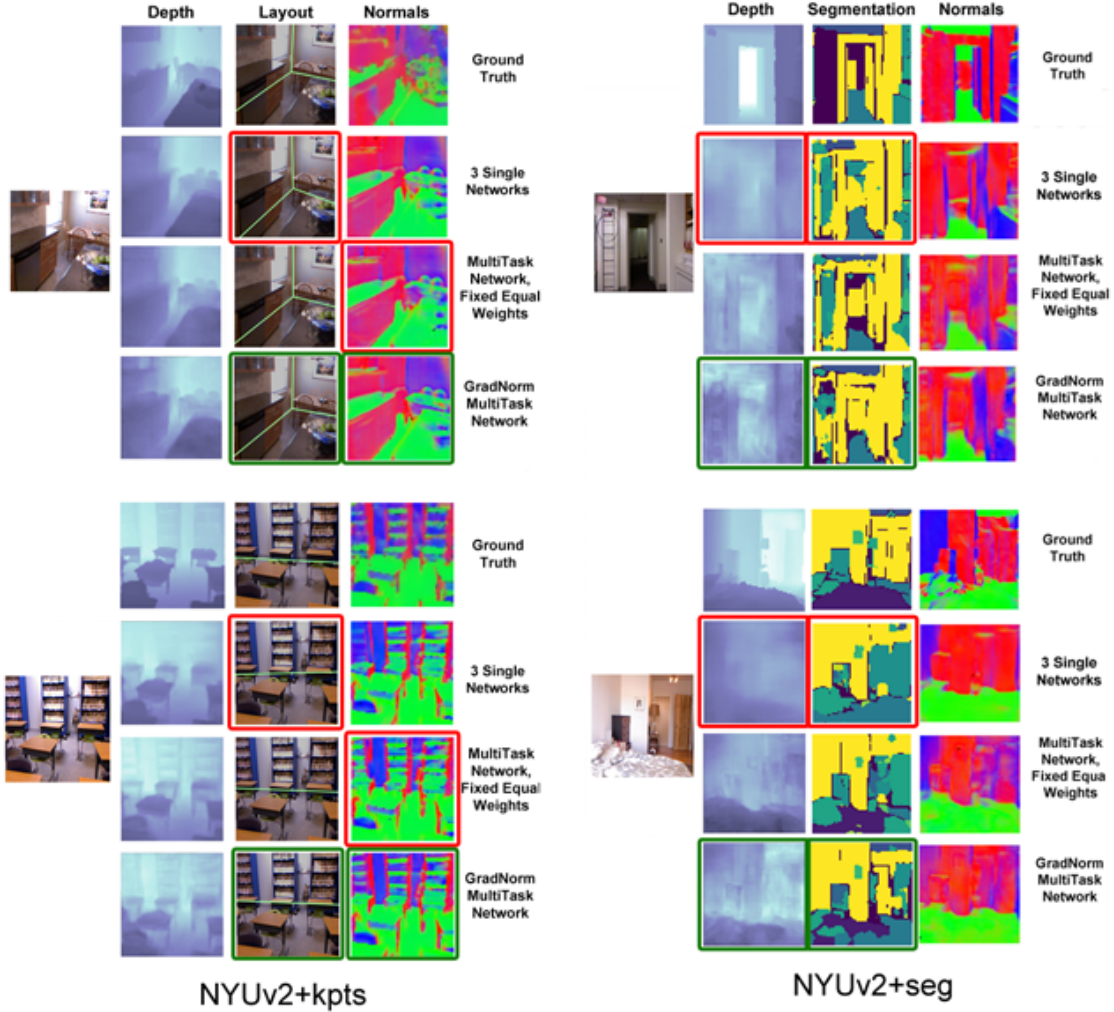 Depth Layout Normals
Ground
Truth
3 Single
Networks
MultiTask
Network,
Fixed Equal
Weights
GradNorm
MultiTask
Network
Ground
Truth
3 Single
Networks
MultiTask
Network,
Fixed Equal
Weights
GradNorm
MultiTask
Network
NYUv2+kpts
Depth Segmentation Normals
Ground
Truth
3 Single
Networks
MultiTask
Network,
Fixed Equal
Weights
GradNorm
MultiTask
Network
Ground
Truth
3 Single
Networks
MultiTask
Network,
Fixed Equa
Weights
GradNorm
MultiTask
Network
NYUv2+seg